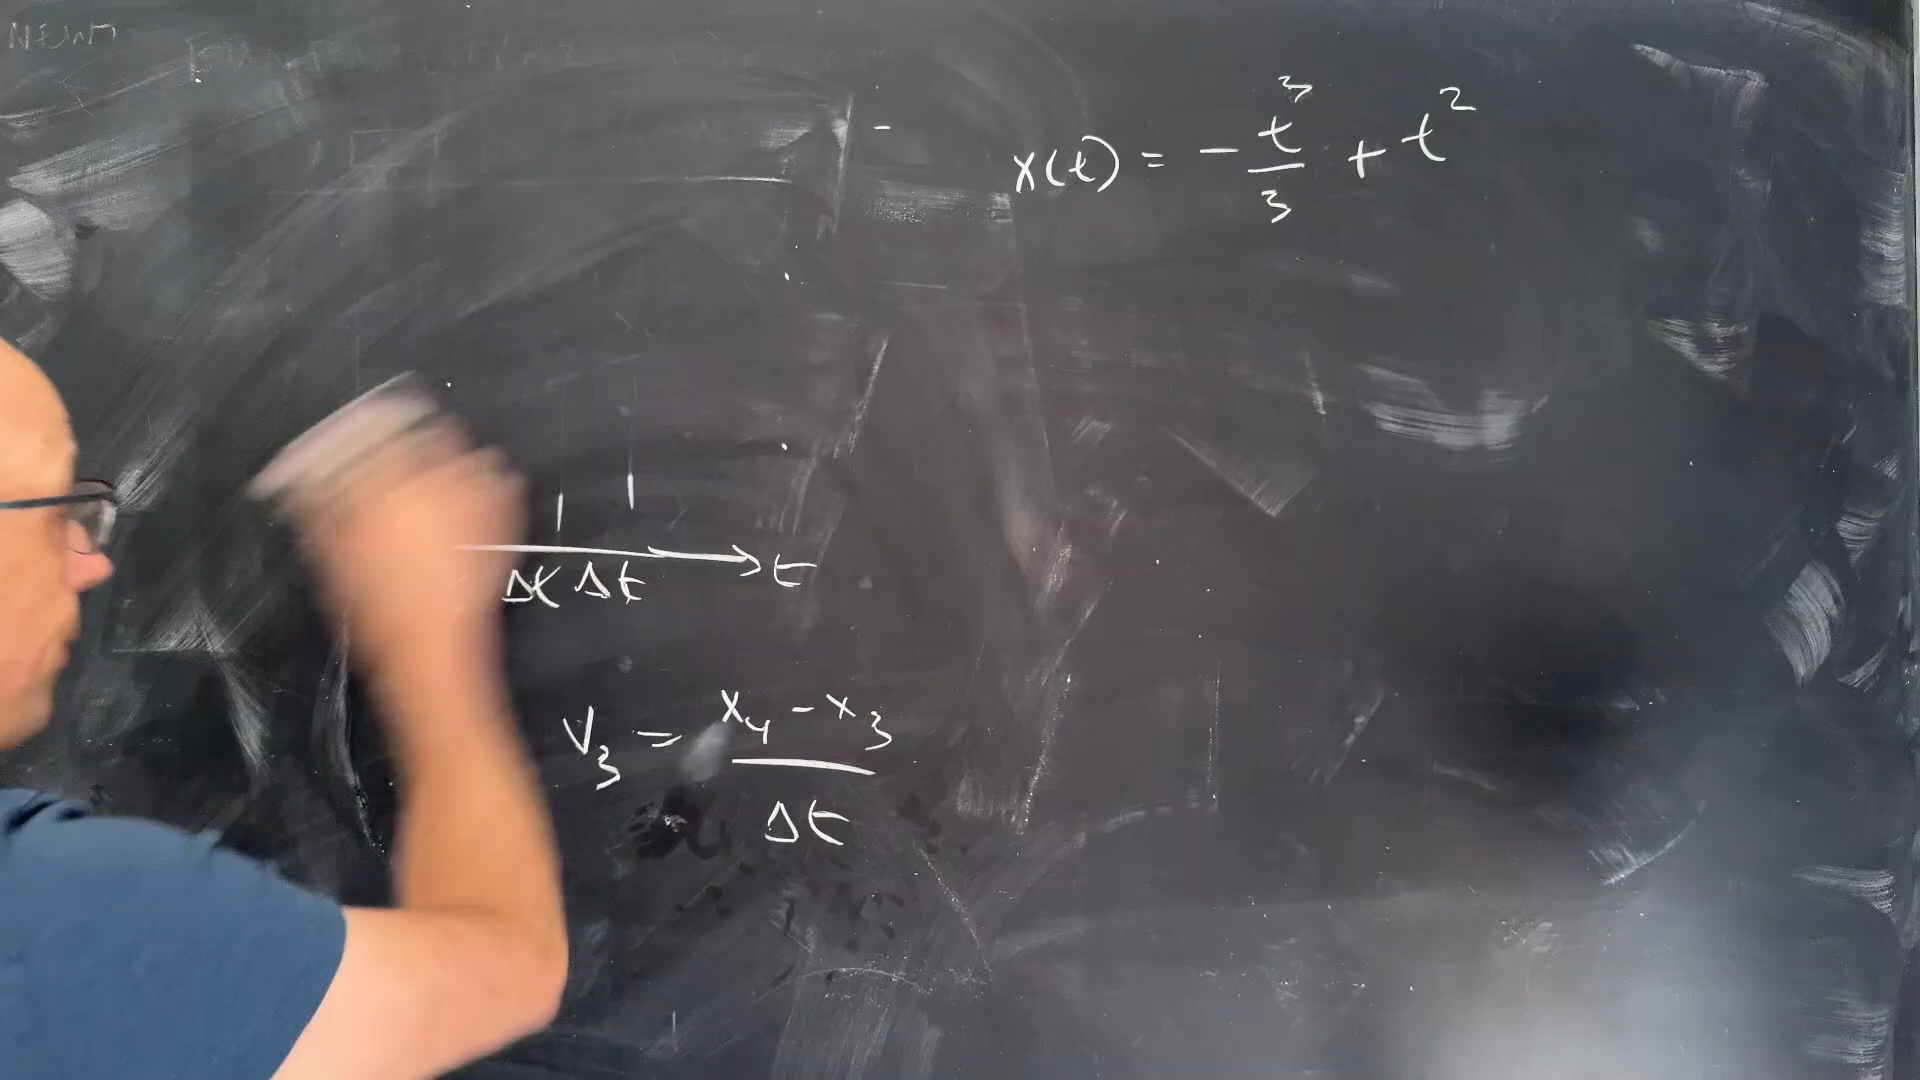 x(t) = - t³/3 + t²
Δt Δt
t
V₃ = (x₄ - x₃)/Δt